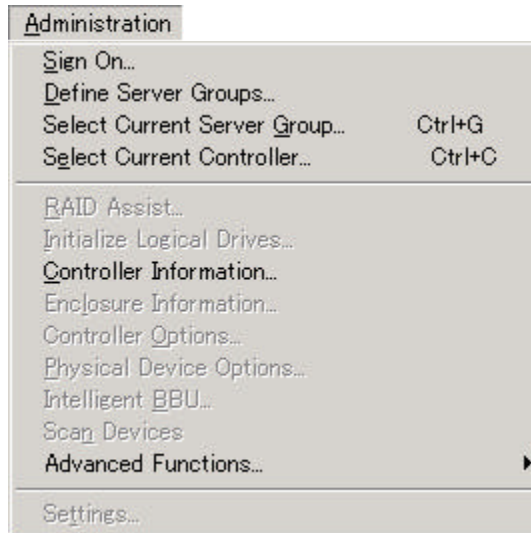 Administration
Sign On...
Define Server Groups...
Select Current Server Group... Ctrl+G
Select Current Controller... Ctrl+C
RAID Assist...
Initialize Logical Drives...
Controller Information...
Enclosure Information...
Controller Options...
Physical Device Options...
Intelligent BBU...
Scan Devices
Advanced Functions...
Settings...